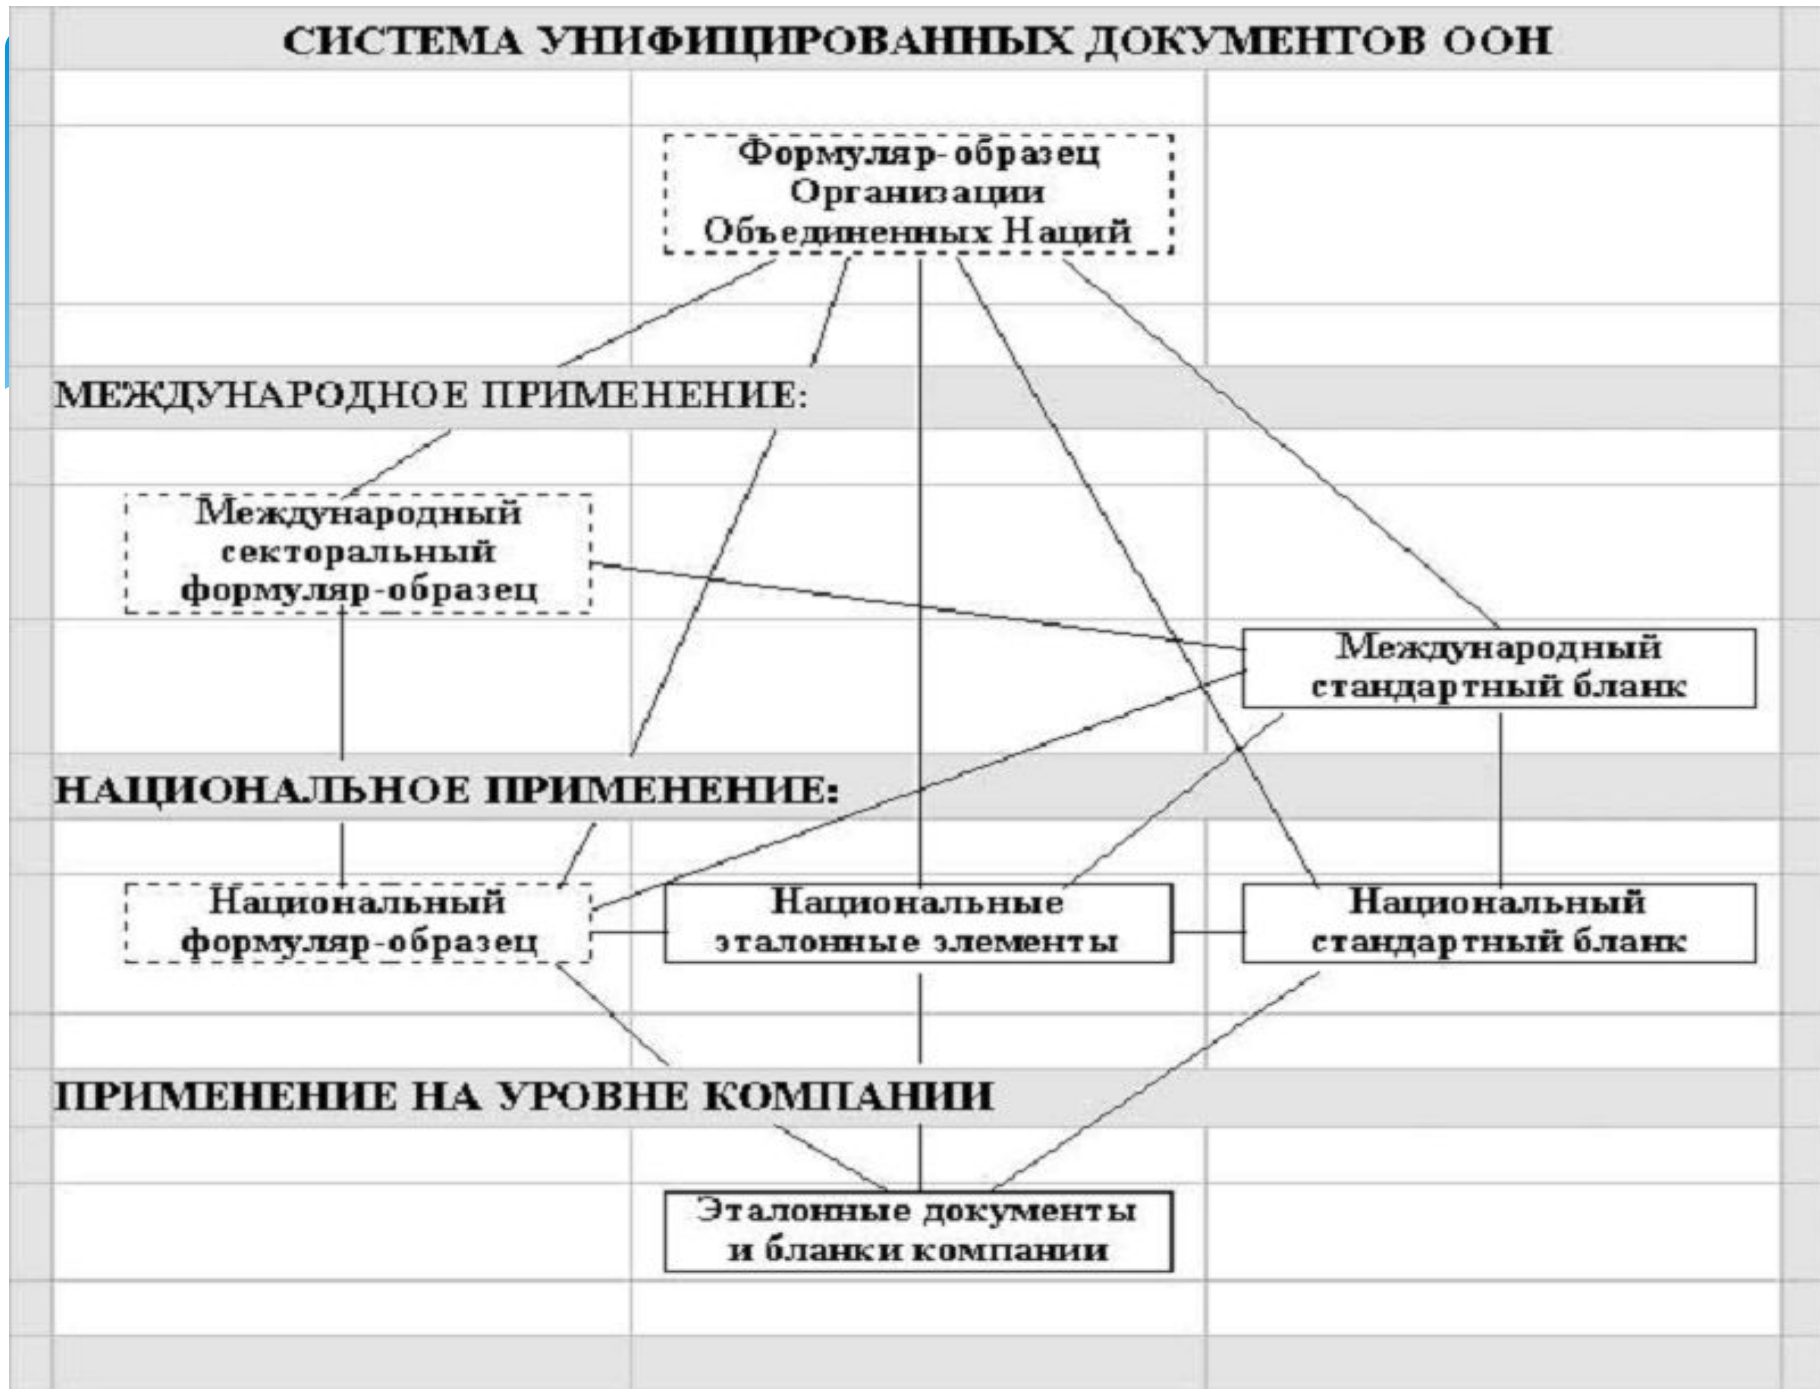 СИСТЕМА УНИФИЦИРОВАННЫХ ДОКУМЕНТОВ ООН
Формуляр-образец
Организации
Объединенных Наций
МЕЖДУНАРОДНОЕ ПРИМЕНЕНИЕ:
Международный
секторальный
формуляр-образец
Международный
стандартный бланк
НАЦИОНАЛЬНОЕ ПРИМЕНЕНИЕ:
Национальный
формуляр-образец
Национальные
эталонные элементы
Национальный
стандартный бланк
ПРИМЕНЕНИЕ НА УРОВНЕ КОМПАНИИ
Эталонные документы
и бланки компании